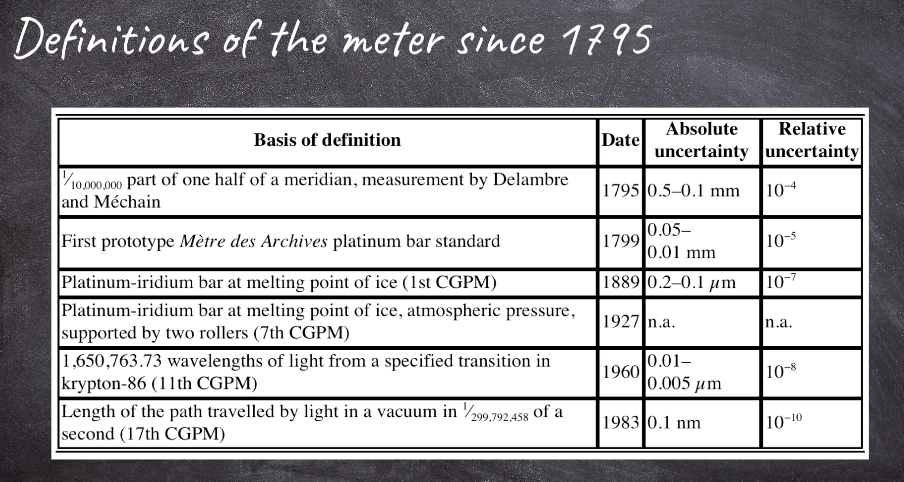 Definitions of the meter since 1795
Basis of definition Date Absolute uncertainty Relative uncertainty
1/10,000,000 part of one half of a meridian, measurement by Delambre
and Méchain 1795 0.5–0.1 mm 10⁻⁴
First prototype Mètre des Archives platinum bar standard 1799 0.05–
0.01 mm 10⁻⁵
Platinum-iridium bar at melting point of ice (1st CGPM) 1889 0.2–0.1 μm 10⁻⁷
Platinum-iridium bar at melting point of ice, atmospheric pressure,
supported by two rollers (7th CGPM) 1927 n.a. n.a.
1,650,763.73 wavelengths of light from a specified transition in
krypton-86 (11th CGPM) 1960 0.01–
0.005 μm 10⁻⁸
Length of the path travelled by light in a vacuum in 1/299,792,458 of a
second (17th CGPM) 1983 0.1 nm 10⁻¹⁰